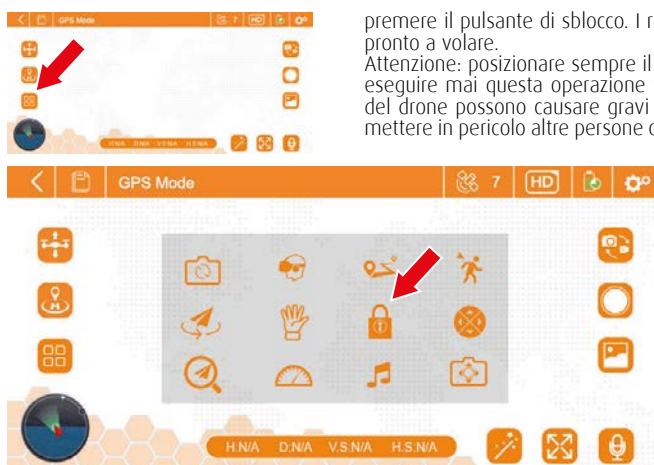 GPS Mode
7 HD
H:N/A D:N/A V.S:N/A H.S:N/A
premere il pulsante di sblocco. I
pronto a volare.
Attenzione: posizionare sempre il
eseguire mai questa operazione
del drone possono causare gravi
mettere in pericolo altre persone
GPS Mode
7 HD
H:N/A D:N/A V.S:N/A H.S:N/A